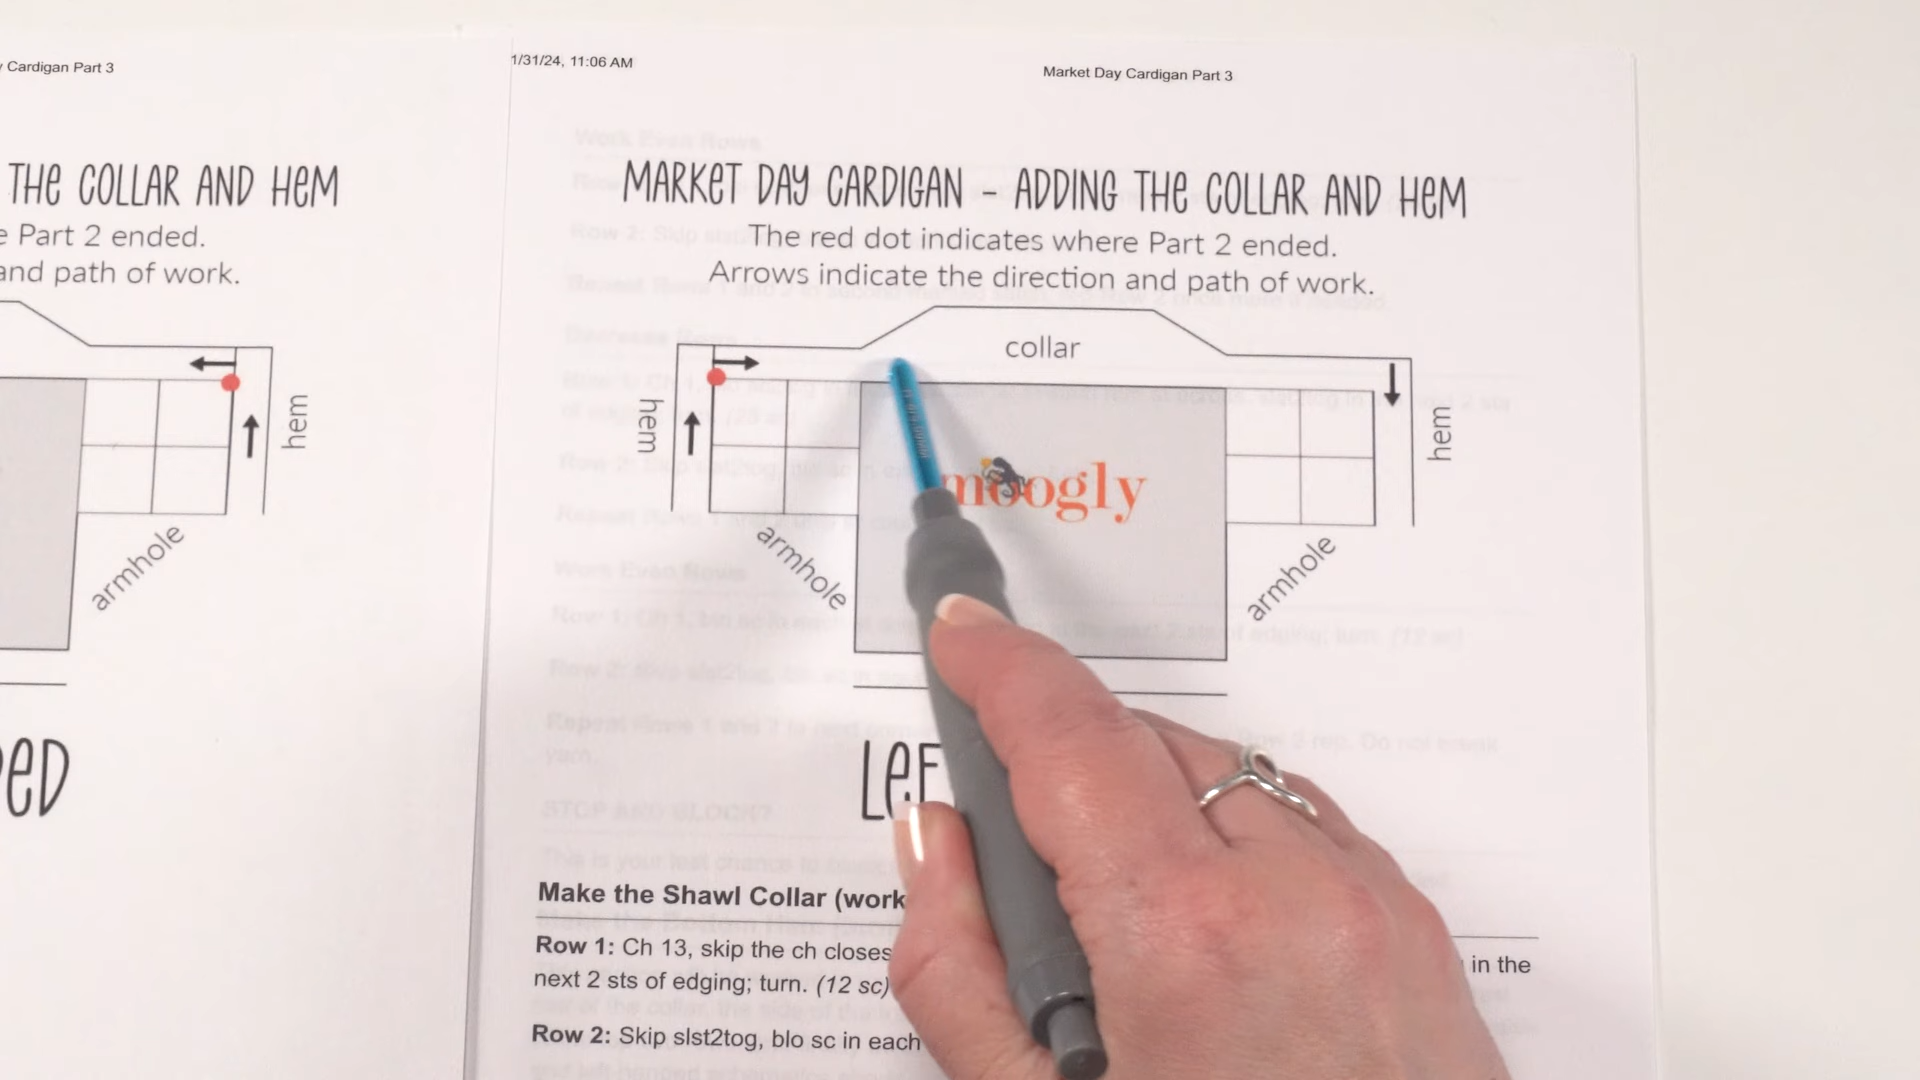 Cardigan Part 3
THE COLLAR AND HEM
Part 2 ended.
and path of work.
hem
armhole
1/31/24, 11:06 AM
Market Day Cardigan Part 3
MARKET DAY CARDIGAN - ADDING THE COLLAR AND HEM
The red dot indicates where Part 2 ended.
Arrows indicate the direction and path of work.
collar
hem
hem
moogly
armhole
armhole
Make the Shawl Collar (work
Row 1: Ch 13, skip the ch closes
in the
next 2 sts of edging; turn. (12 sc)
Row 2: Skip slst2tog, blo sc in each